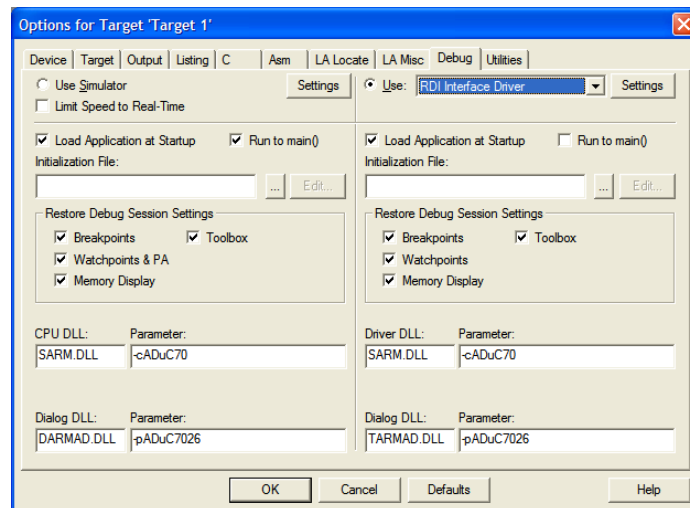 Options for Target 'Target 1'
Device Target Output Listing C Asm LA Locate LA Misc Debug Utilities
Use Simulator Settings Use: RDI Interface Driver Settings
Limit Speed to Real-Time
Load Application at Startup Run to main() Load Application at Startup Run to main()
Initialization File: Initialization File:
... Edit... ... Edit...
Restore Debug Session Settings Restore Debug Session Settings
Breakpoints Toolbox Breakpoints Toolbox
Watchpoints & PA Watchpoints
Memory Display Memory Display
CPU DLL: Parameter: Driver DLL: Parameter:
SARM.DLL -cADuC70 SARM.DLL -cADuC70
Dialog DLL: Parameter: Dialog DLL: Parameter:
DARMAD.DLL -pADuC7026 TARMAD.DLL -pADuC7026
OK Cancel Defaults Help